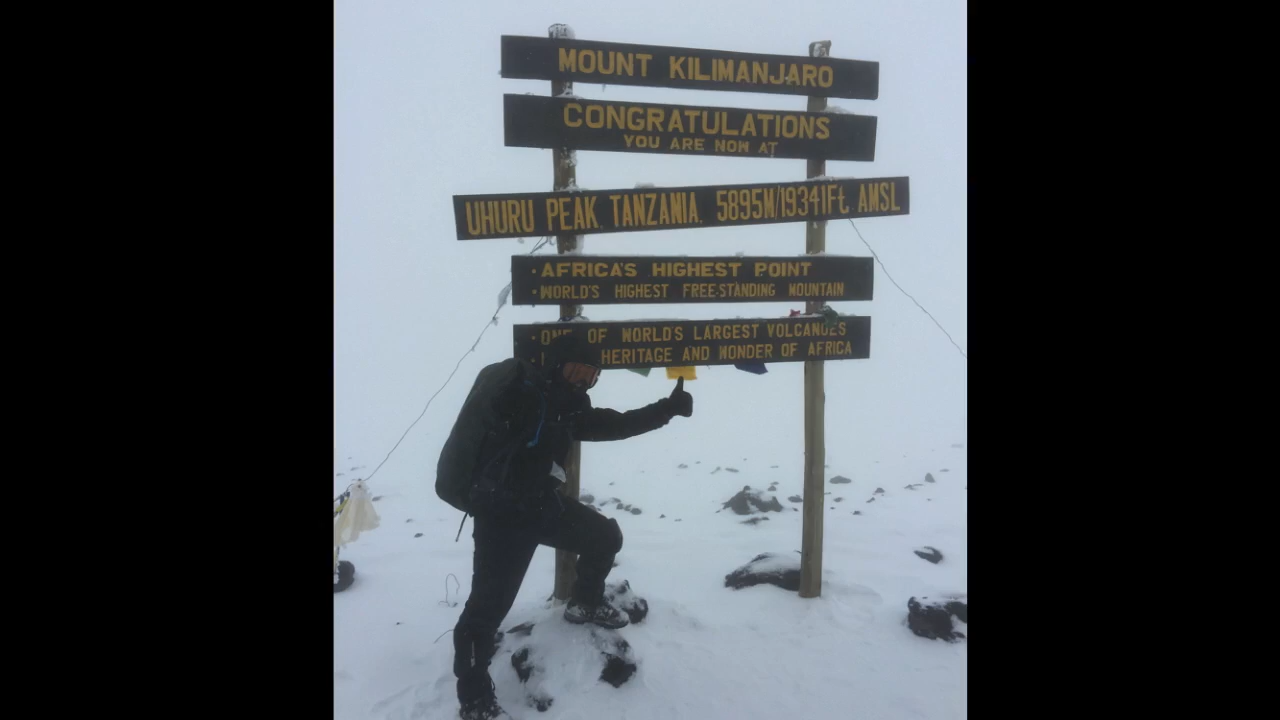 MOUNT KILIMANJARO
CONGRATULATIONS
YOU ARE NOW AT
UHURU PEAK, TANZANIA, 5895M/19341Ft. AMSL
• AFRICA'S HIGHEST POINT
• WORLD'S HIGHEST FREE-STANDING MOUNTAIN
• ONE OF WORLD'S LARGEST VOLCANOES
HERITAGE AND WONDER OF AFRICA